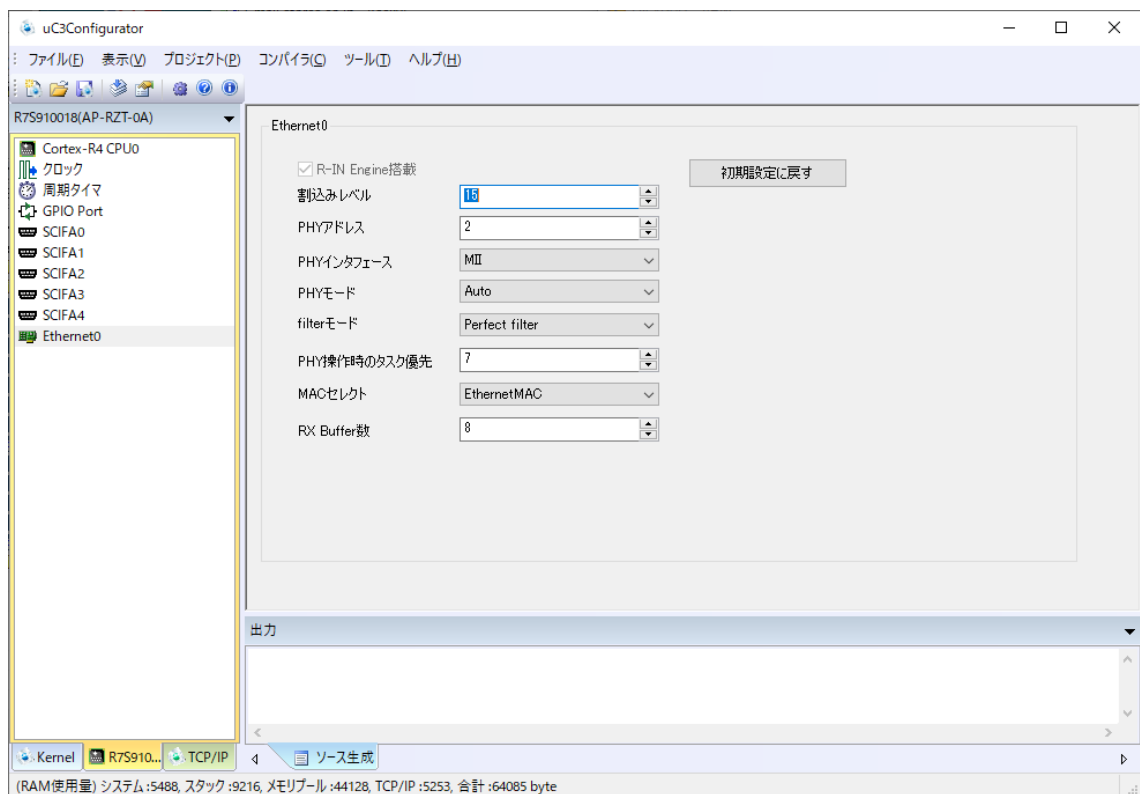 uC3Configurator
ファイル(F) 表示(V) プロジェクト(P) コンパイラ(C) ツール(T) ヘルプ(H)
R7S910018(AP-RZT-0A)
Cortex-R4 CPU0
クロック
周期タイマ
GPIO Port
SCIFA0
SCIFA1
SCIFA2
SCIFA3
SCIFA4
Ethernet0
Ethernet0
R-IN Engine搭載
初期設定に戻す
割込みレベル 15
PHYアドレス 2
PHYインタフェース MII
PHYモード Auto
filterモード Perfect filter
PHY操作時のタスク優先 7
MACセレクト EthernetMAC
RX Buffer数 8
出力
Kernel R7S910... TCP/IP
ソース生成
(RAM使用量) システム :5488, スタック :9216, メモリプール :44128, TCP/IP :5253, 合計 :64085 byte